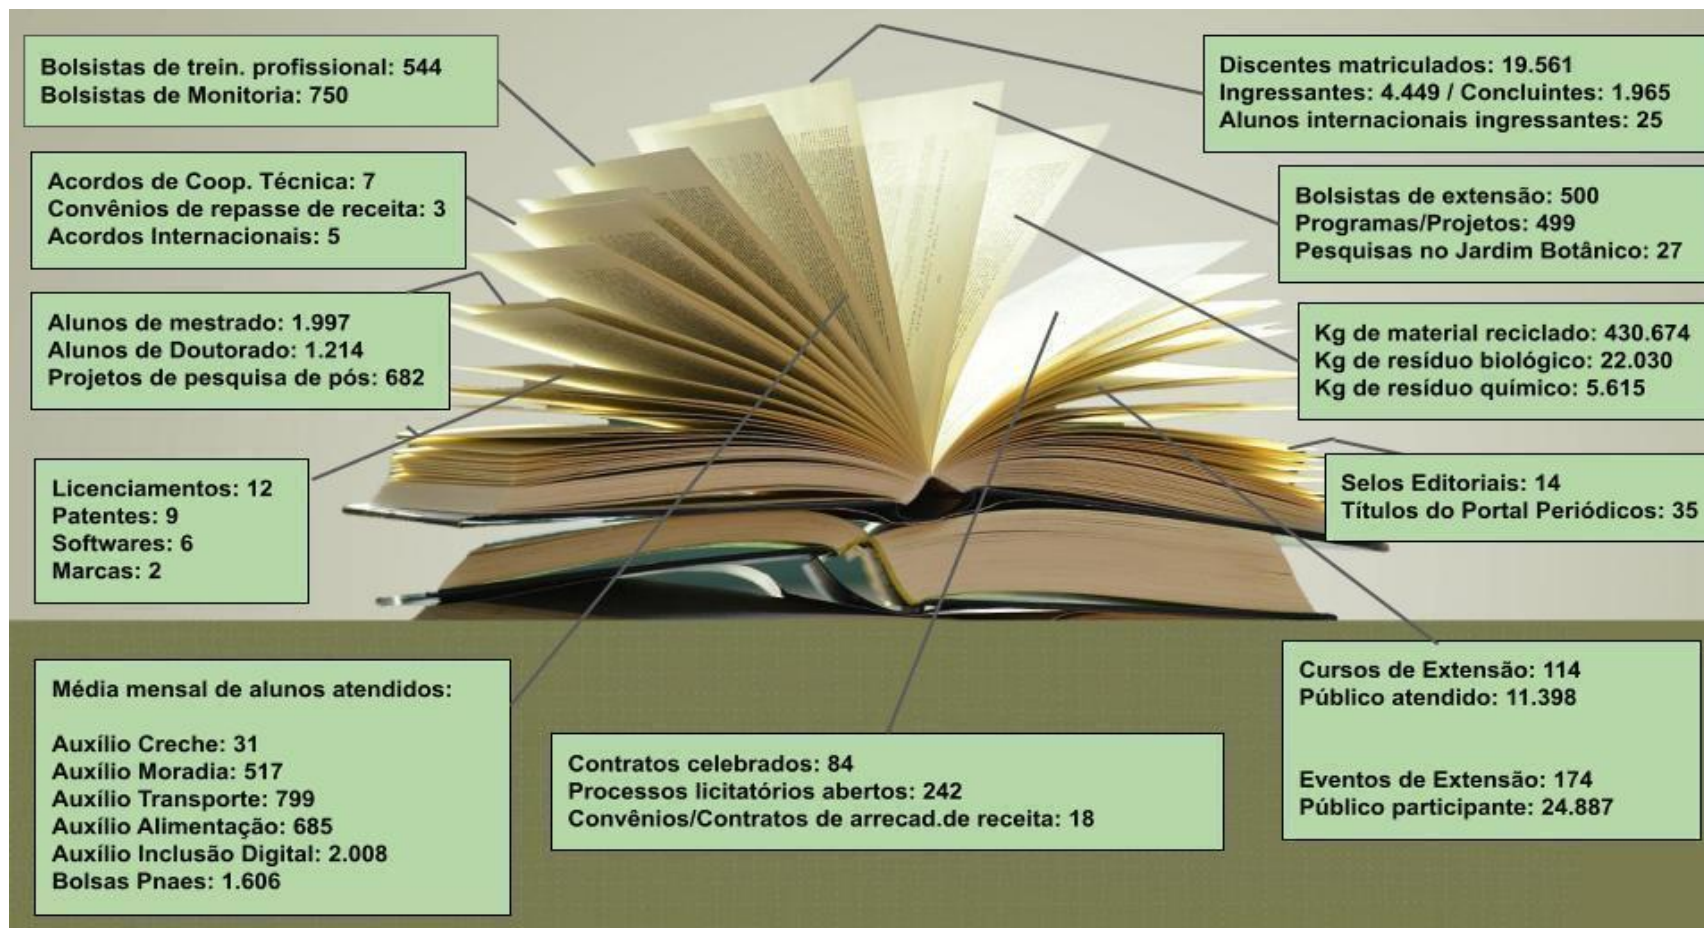 Bolsistas de trein. profissional: 544
Bolsistas de Monitoria: 750
Acordos de Coop. Técnica: 7
Convênios de repasse de receita: 3
Acordos Internacionais: 5
Alunos de mestrado: 1.997
Alunos de Doutorado: 1.214
Projetos de pesquisa de pós: 682
Licenciamentos: 12
Patentes: 9
Softwares: 6
Marcas: 2
Média mensal de alunos atendidos:
Auxílio Creche: 31
Auxílio Moradia: 517
Auxílio Transporte: 799
Auxílio Alimentação: 685
Auxílio Inclusão Digital: 2.008
Bolsas Pnaes: 1.606
Contratos celebrados: 84
Processos licitatórios abertos: 242
Convênios/Contratos de arrecad.de receita: 18
Discentes matriculados: 19.561
Ingressantes: 4.449 / Concluintes: 1.965
Alunos internacionais ingressantes: 25
Bolsistas de extensão: 500
Programas/Projetos: 499
Pesquisas no Jardim Botânico: 27
Kg de material reciclado: 430.674
Kg de resíduo biológico: 22.030
Kg de resíduo químico: 5.615
Selos Editoriais: 14
Títulos do Portal Periódicos: 35
Cursos de Extensão: 114
Público atendido: 11.398
Eventos de Extensão: 174
Público participante: 24.887